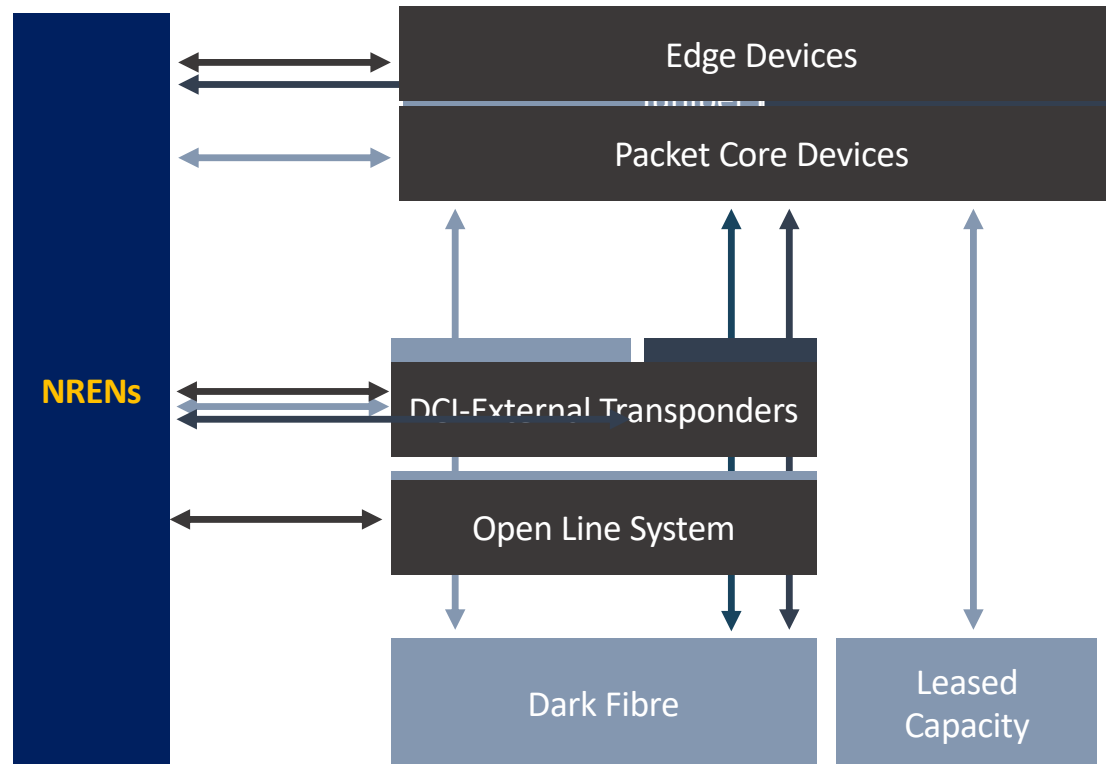 Edge Devices
Packet Core Devices
NRENs
DCI-External Transponders
Open Line System
Dark Fibre
Leased
Capacity